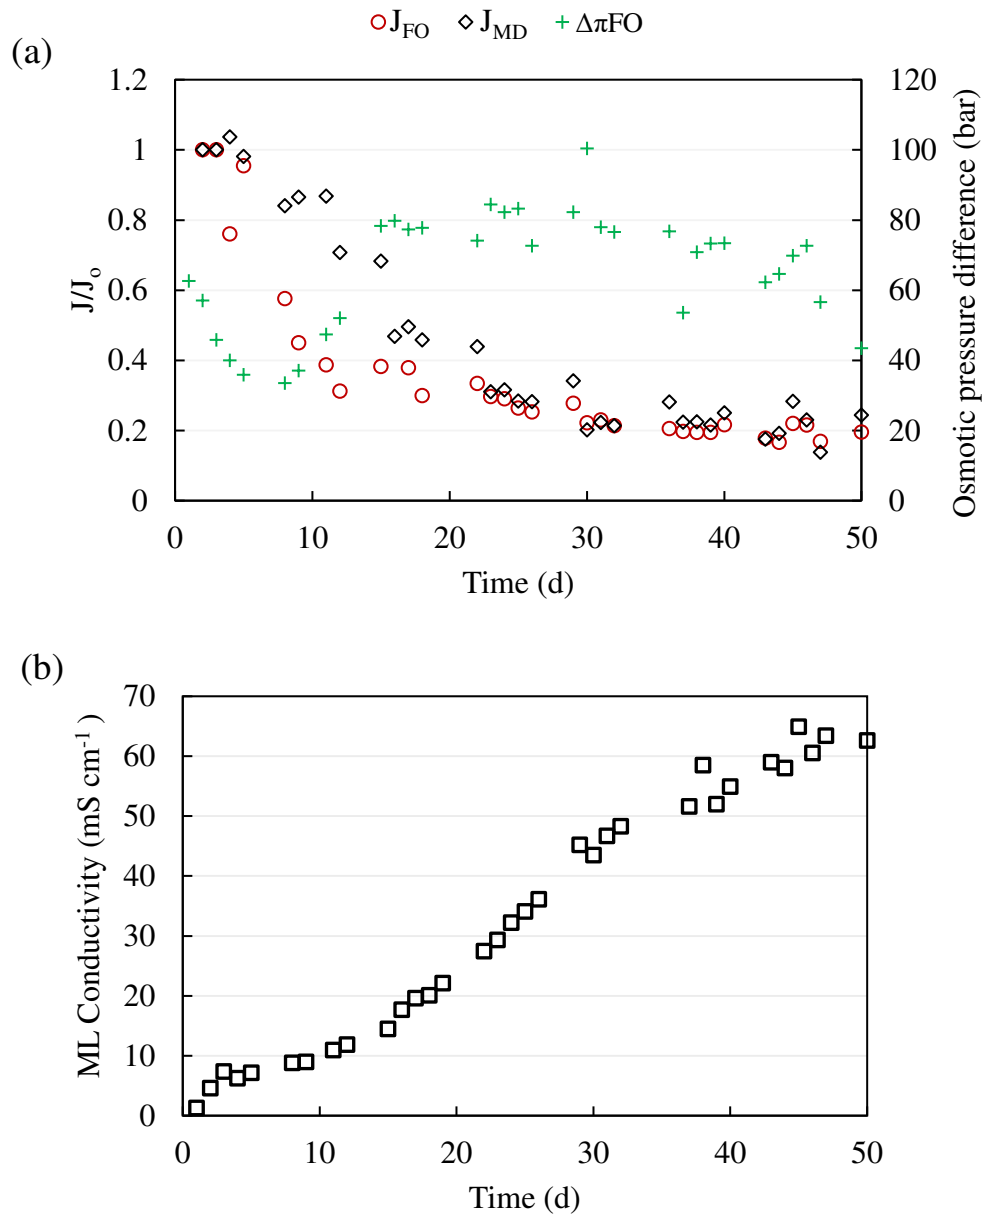 J_FO J_MD ΔπFO
(a)
1.2 120
1 100
0.8 80
0.6 60
0.4 40
0.2 20
0 0
J/J_o
Osmotic pressure difference (bar)
0 10 20 30 40 50
Time (d)
(b)
70
60
50
40
30
20
10
0
ML Conductivity (mS cm⁻¹)
0 10 20 30 40 50
Time (d)